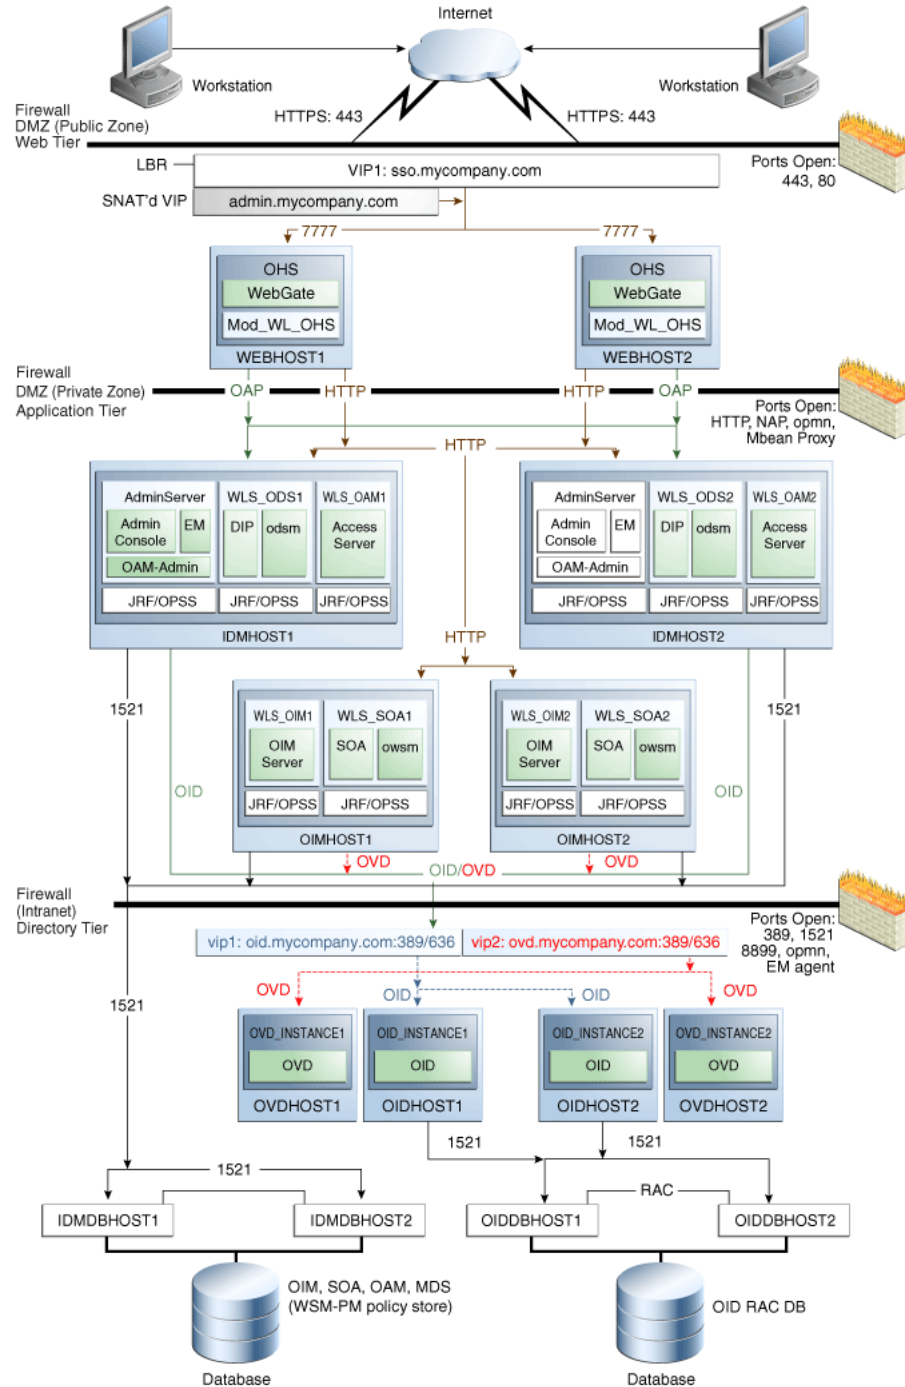 Internet
Workstation
Workstation
Firewall
DMZ (Public Zone)
Web Tier
HTTPS: 443
HTTPS: 443
Ports Open:
443, 80
LBR
VIP1: sso.mycompany.com
SNAT'd VIP
admin.mycompany.com
7777
7777
OHS
WebGate
Mod_WL_OHS
WEBHOST1
OHS
WebGate
Mod_WL_OHS
WEBHOST2
Firewall
DMZ (Private Zone)
Application Tier
OAP
HTTP
HTTP
OAP
Ports Open:
HTTP, NAP, opmn,
Mbean Proxy
HTTP
AdminServer
Admin
Console
EM
OAM-Admin
JRF/OPSS
WLS_ODS1
DIP
odsm
JRF/OPSS
WLS_OAM1
Access
Server
JRF/OPSS
IDMHOST1
AdminServer
Admin
Console
EM
OAM-Admin
JRF/OPSS
WLS_ODS2
DIP
odsm
JRF/OPSS
WLS_OAM2
Access
Server
JRF/OPSS
IDMHOST2
HTTP
1521
1521
WLS_OIM1
OIM
Server
JRF/OPSS
WLS_SOA1
SOA
owsm
JRF/OPSS
OIMHOST1
WLS_OIM2
OIM
Server
JRF/OPSS
WLS_SOA2
SOA
owsm
JRF/OPSS
OIMHOST2
OID
OID
OVD
OVD
OID/OVD
Firewall
(Intranet)
Directory Tier
Ports Open:
389, 1521
8899, opmn,
EM agent
vip1: oid.mycompany.com:389/636
vip2: ovd.mycompany.com:389/636
1521
OVD
OID
OID
OVD
OVD_INSTANCE1
OVD
OVDHOST1
OID_INSTANCE1
OID
OIDHOST1
OID_INSTANCE2
OID
OIDHOST2
OVD_INSTANCE2
OVD
OVDHOST2
1521
1521
1521
RAC
IDMDBHOST1
IDMDBHOST2
OIDDBHOST1
OIDDBHOST2
OIM, SOA, OAM, MDS
(WSM-PM policy store)
OID RAC DB
Database
Database